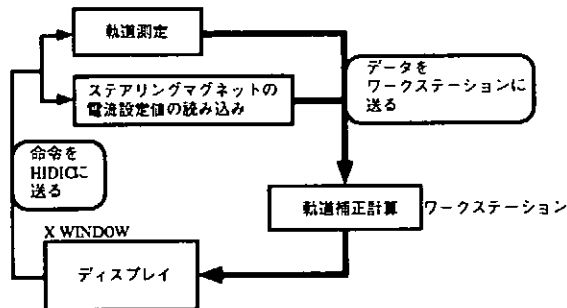 軌道測定
ステアリングマグネットの
電流設定値の読み込み
データを
ワークステーションに
送る
命令を
HIDICに
送る
軌道補正計算
ワークステーション
X WINDOW
ディスプレイ